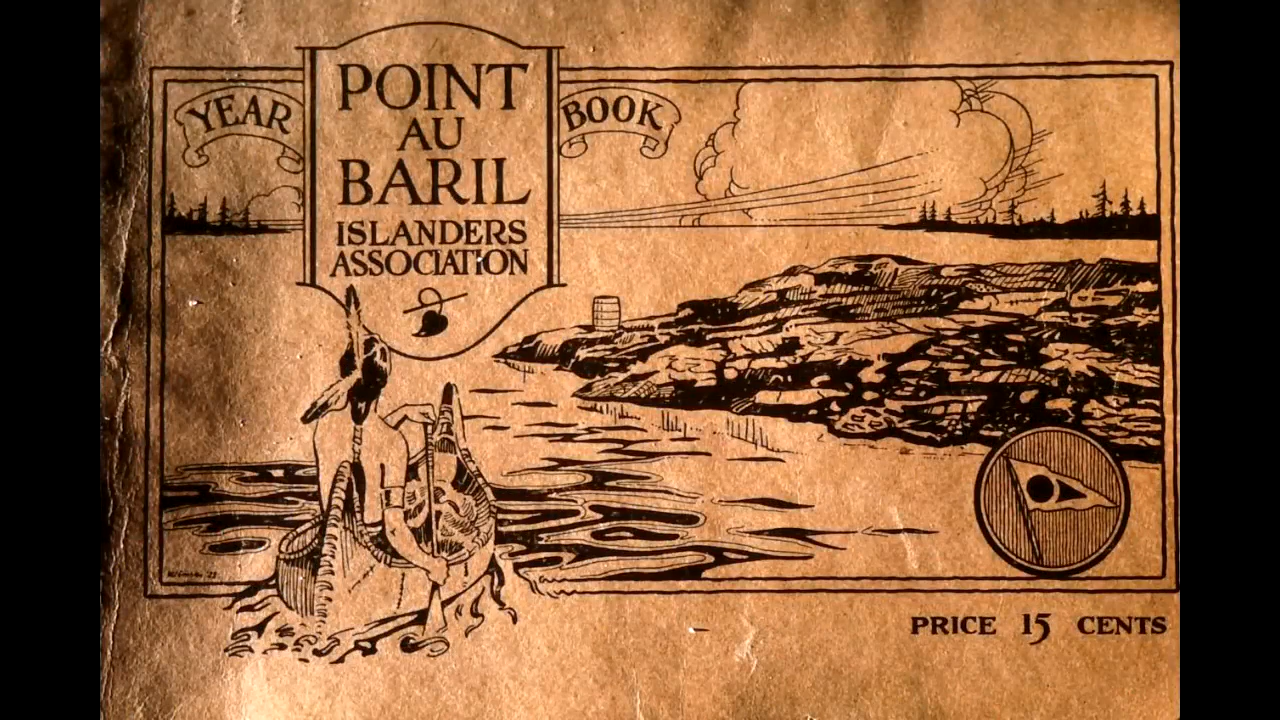 YEAR BOOK
POINT
AU
BARIL
ISLANDERS
ASSOCIATION
PRICE 15 CENTS